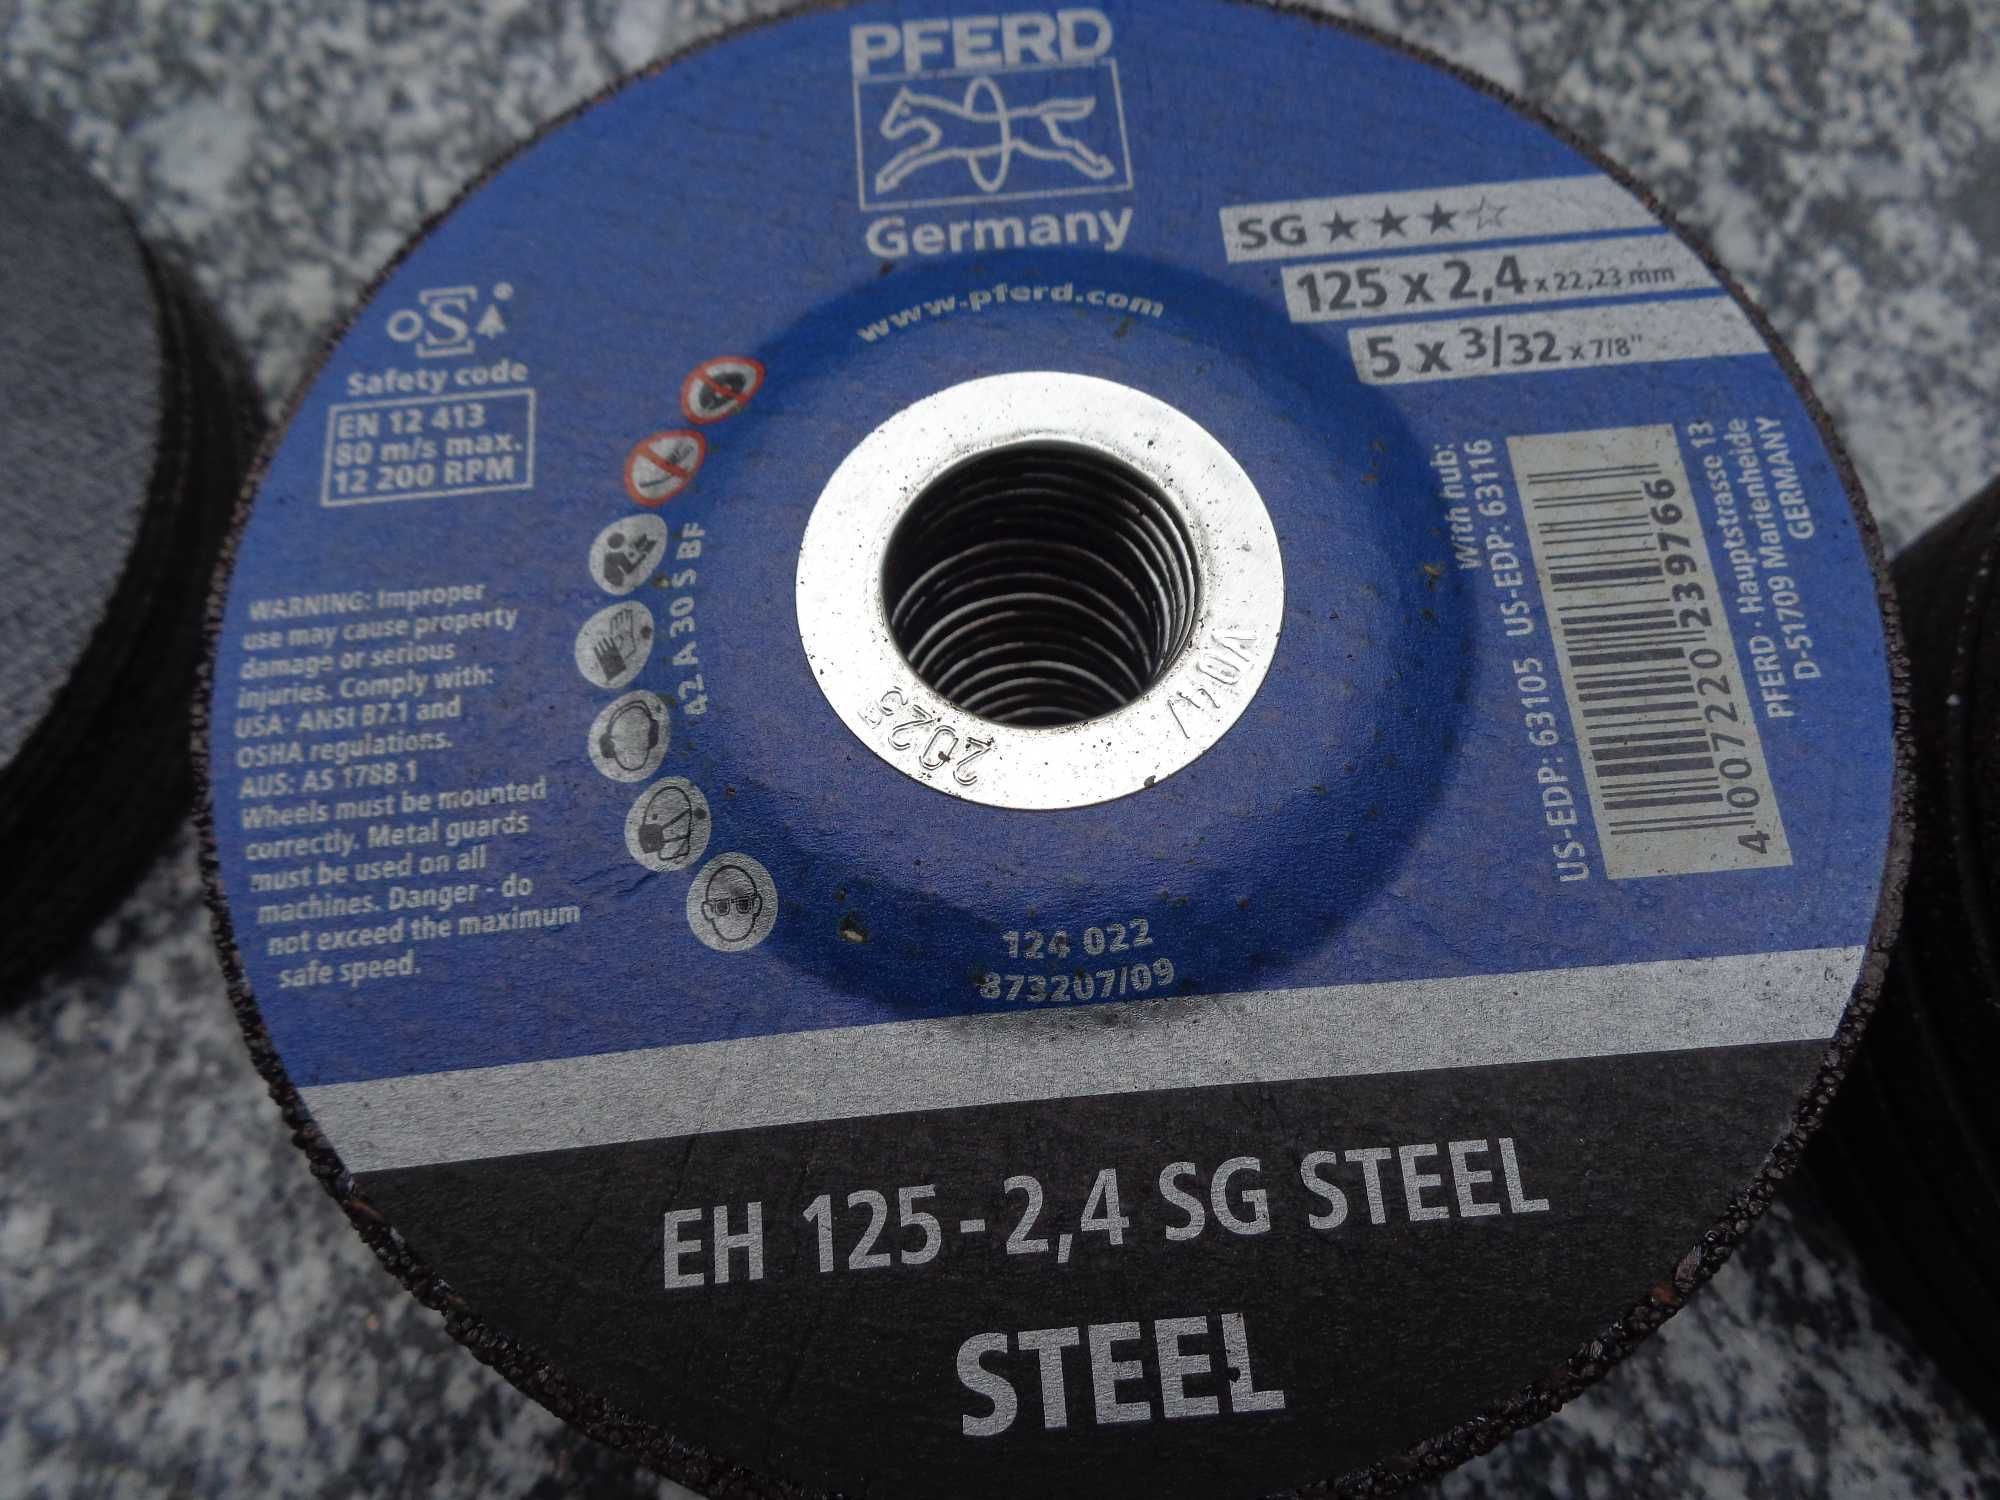 PFERD
Germany
www.pferd.com
SG ★★★☆
125 x 2,4 x 22,23 mm
5 x 3/32 x 7/8"
oSA
Safety code
EN 12 413
80 m/s max.
12 200 RPM
42 A 30 S BF
WARNING: Improper
use may cause property
damage or serious
injuries. Comply with:
USA: ANSI B7.1 and
OSHA regulations.
AUS: AS 1788.1
Wheels must be mounted
correctly. Metal guards
must be used on all
machines. Danger - do
not exceed the maximum
safe speed.
V04/
2025
With hub:
US-EDP: 63105 US-EDP: 63116
4 007220 239766
PFERD · Hauptstrasse 13
D-51709 Marienheide
GERMANY
124 022
873207/09
EH 125-2,4 SG STEEL
STEEL